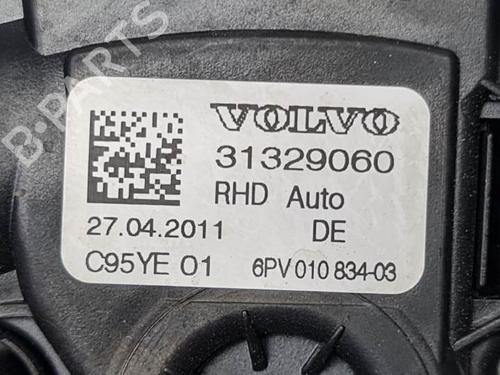 B-PARTS
VOLVO
31329060
RHD Auto
27.04.2011 DE
C95YE 01 6PV 010 834-03